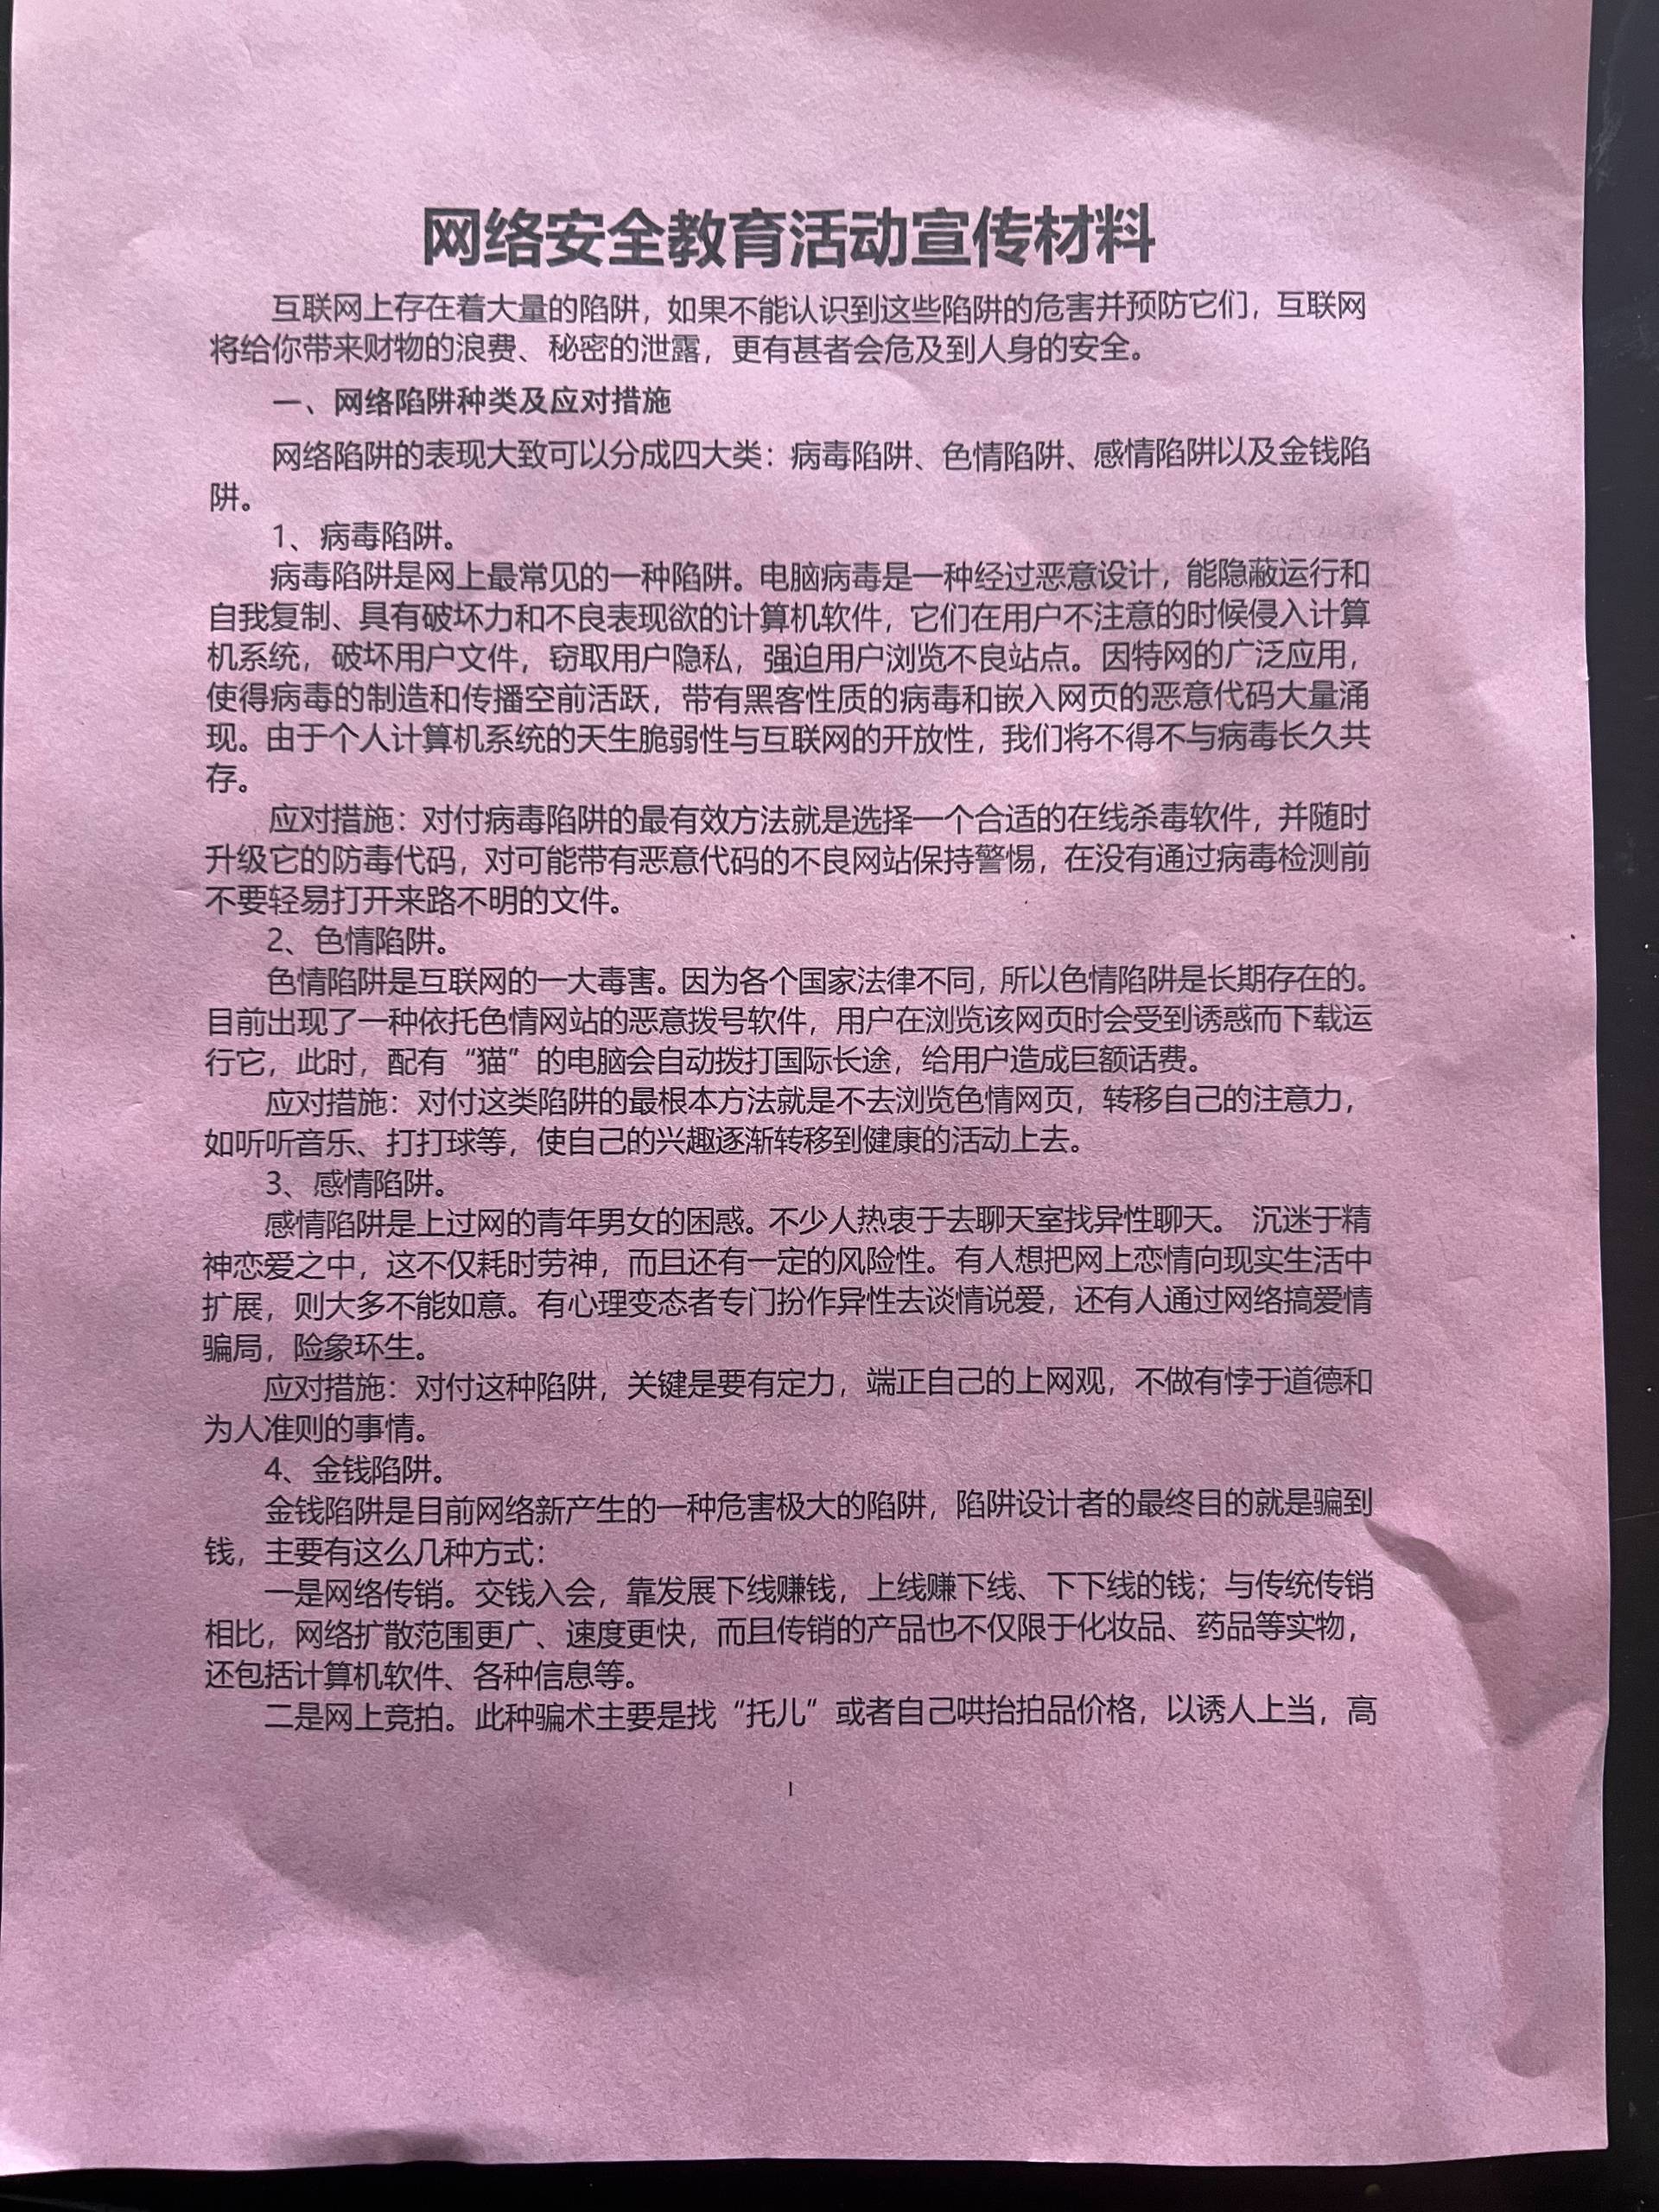 网络安全教育活动宣传材料
互联网上存在着大量的陷阱，如果不能认识到这些陷阱的危害并预防它们，互联网
将给你带来财物的浪费、秘密的泄露，更有甚者会危及到人身的安全。
一、网络陷阱种类及应对措施
网络陷阱的表现大致可以分成四大类：病毒陷阱、色情陷阱、感情陷阱以及金钱陷
阱。
1、病毒陷阱。
病毒陷阱是网上最常见的一种陷阱。电脑病毒是一种经过恶意设计，能隐蔽运行和
自我复制、具有破坏力和不良表现欲的计算机软件，它们在用户不注意的时候侵入计算
机系统，破坏用户文件，窃取用户隐私，强迫用户浏览不良站点。因特网的广泛应用，
使得病毒的制造和传播空前活跃，带有黑客性质的病毒和嵌入网页的恶意代码大量涌
现。由于个人计算机系统的天生脆弱性与互联网的开放性，我们将不得不与病毒长久共
存。
应对措施：对付病毒陷阱的最有效方法就是选择一个合适的在线杀毒软件，并随时
升级它的防毒代码，对可能带有恶意代码的不良网站保持警惕，在没有通过病毒检测前
不要轻易打开来路不明的文件。
2、色情陷阱。
色情陷阱是互联网的一大毒害。因为各个国家法律不同，所以色情陷阱是长期存在的。
目前出现了一种依托色情网站的恶意拨号软件，用户在浏览该网页时会受到诱惑而下载运
行它，此时，配有“猫”的电脑会自动拨打国际长途，给用户造成巨额话费。
应对措施：对付这类陷阱的最根本方法就是不去浏览色情网页，转移自己的注意力，
如听听音乐、打打球等，使自己的兴趣逐渐转移到健康的活动上去。
3、感情陷阱。
感情陷阱是上过网的青年男女的困惑。不少人热衷于去聊天室找异性聊天。 沉迷于精
神恋爱之中，这不仅耗时劳神，而且还有一定的风险性。有人想把网上恋情向现实生活中
扩展，则大多不能如意。有心理变态者专门扮作异性去谈情说爱，还有人通过网络搞爱情
骗局，险象环生。
应对措施：对付这种陷阱，关键是要有定力，端正自己的上网观，不做有悖于道德和
为人准则的事情。
4、金钱陷阱。
金钱陷阱是目前网络新产生的一种危害极大的陷阱，陷阱设计者的最终目的就是骗到
钱，主要有这么几种方式：
一是网络传销。交钱入会，靠发展下线赚钱，上线赚下线、下下线的钱；与传统传销
相比，网络扩散范围更广、速度更快，而且传销的产品也不仅限于化妆品、药品等实物，
还包括计算机软件、各种信息等。
二是网上竞拍。此种骗术主要是找“托儿”或者自己哄抬拍品价格，以诱人上当，高
1